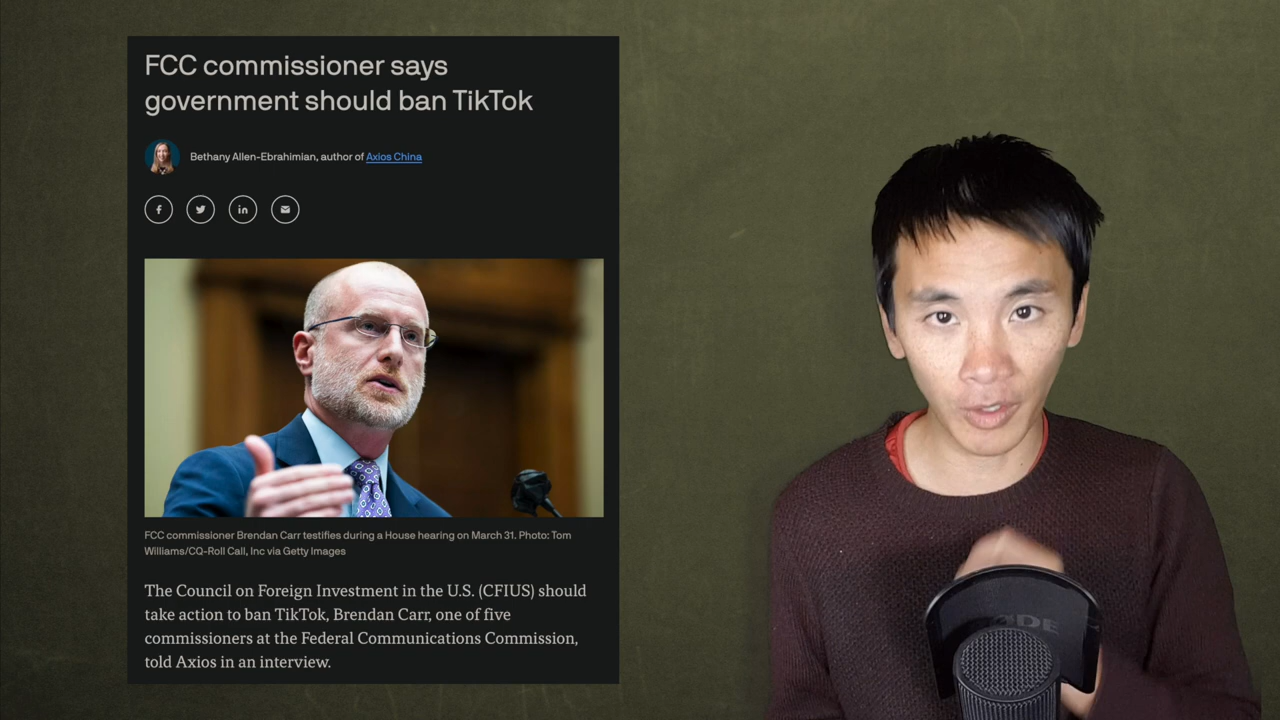 FCC commissioner says
government should ban TikTok
Bethany Allen-Ebrahimian, author of Axios China
FCC commissioner Brendan Carr testifies during a House hearing on March 31. Photo: Tom
Williams/CQ-Roll Call, Inc via Getty Images
The Council on Foreign Investment in the U.S. (CFIUS) should
take action to ban TikTok, Brendan Carr, one of five
commissioners at the Federal Communications Commission,
told Axios in an interview.
RØDE